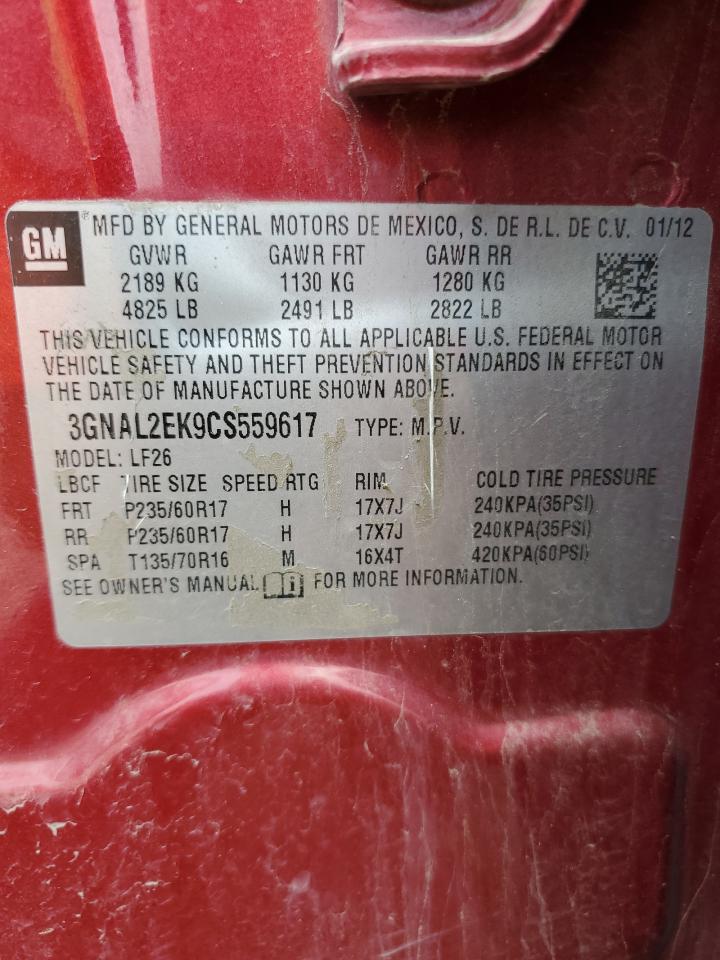 GM ® MFD BY GENERAL MOTORS DE MEXICO, S. DE R.L. DE C.V. 01/12
GVWR GAWR FRT GAWR RR
2189 KG 1130 KG 1280 KG
4825 LB 2491 LB 2822 LB
THIS VEHICLE CONFORMS TO ALL APPLICABLE U.S. FEDERAL MOTOR
VEHICLE SAFETY AND THEFT PREVENTION STANDARDS IN EFFECT ON
THE DATE OF MANUFACTURE SHOWN ABOVE.
3GNAL2EK9CS559617 TYPE: M.P.V.
MODEL: LF26
LBCF TIRE SIZE SPEED RTG RIM COLD TIRE PRESSURE
FRT P235/60R17 H 17X7J 240KPA(35PSI)
RR P235/60R17 H 17X7J 240KPA(35PSI)
SPA T135/70R16 M 16X4T 420KPA(60PSI)
SEE OWNER'S MANUAL FOR MORE INFORMATION.